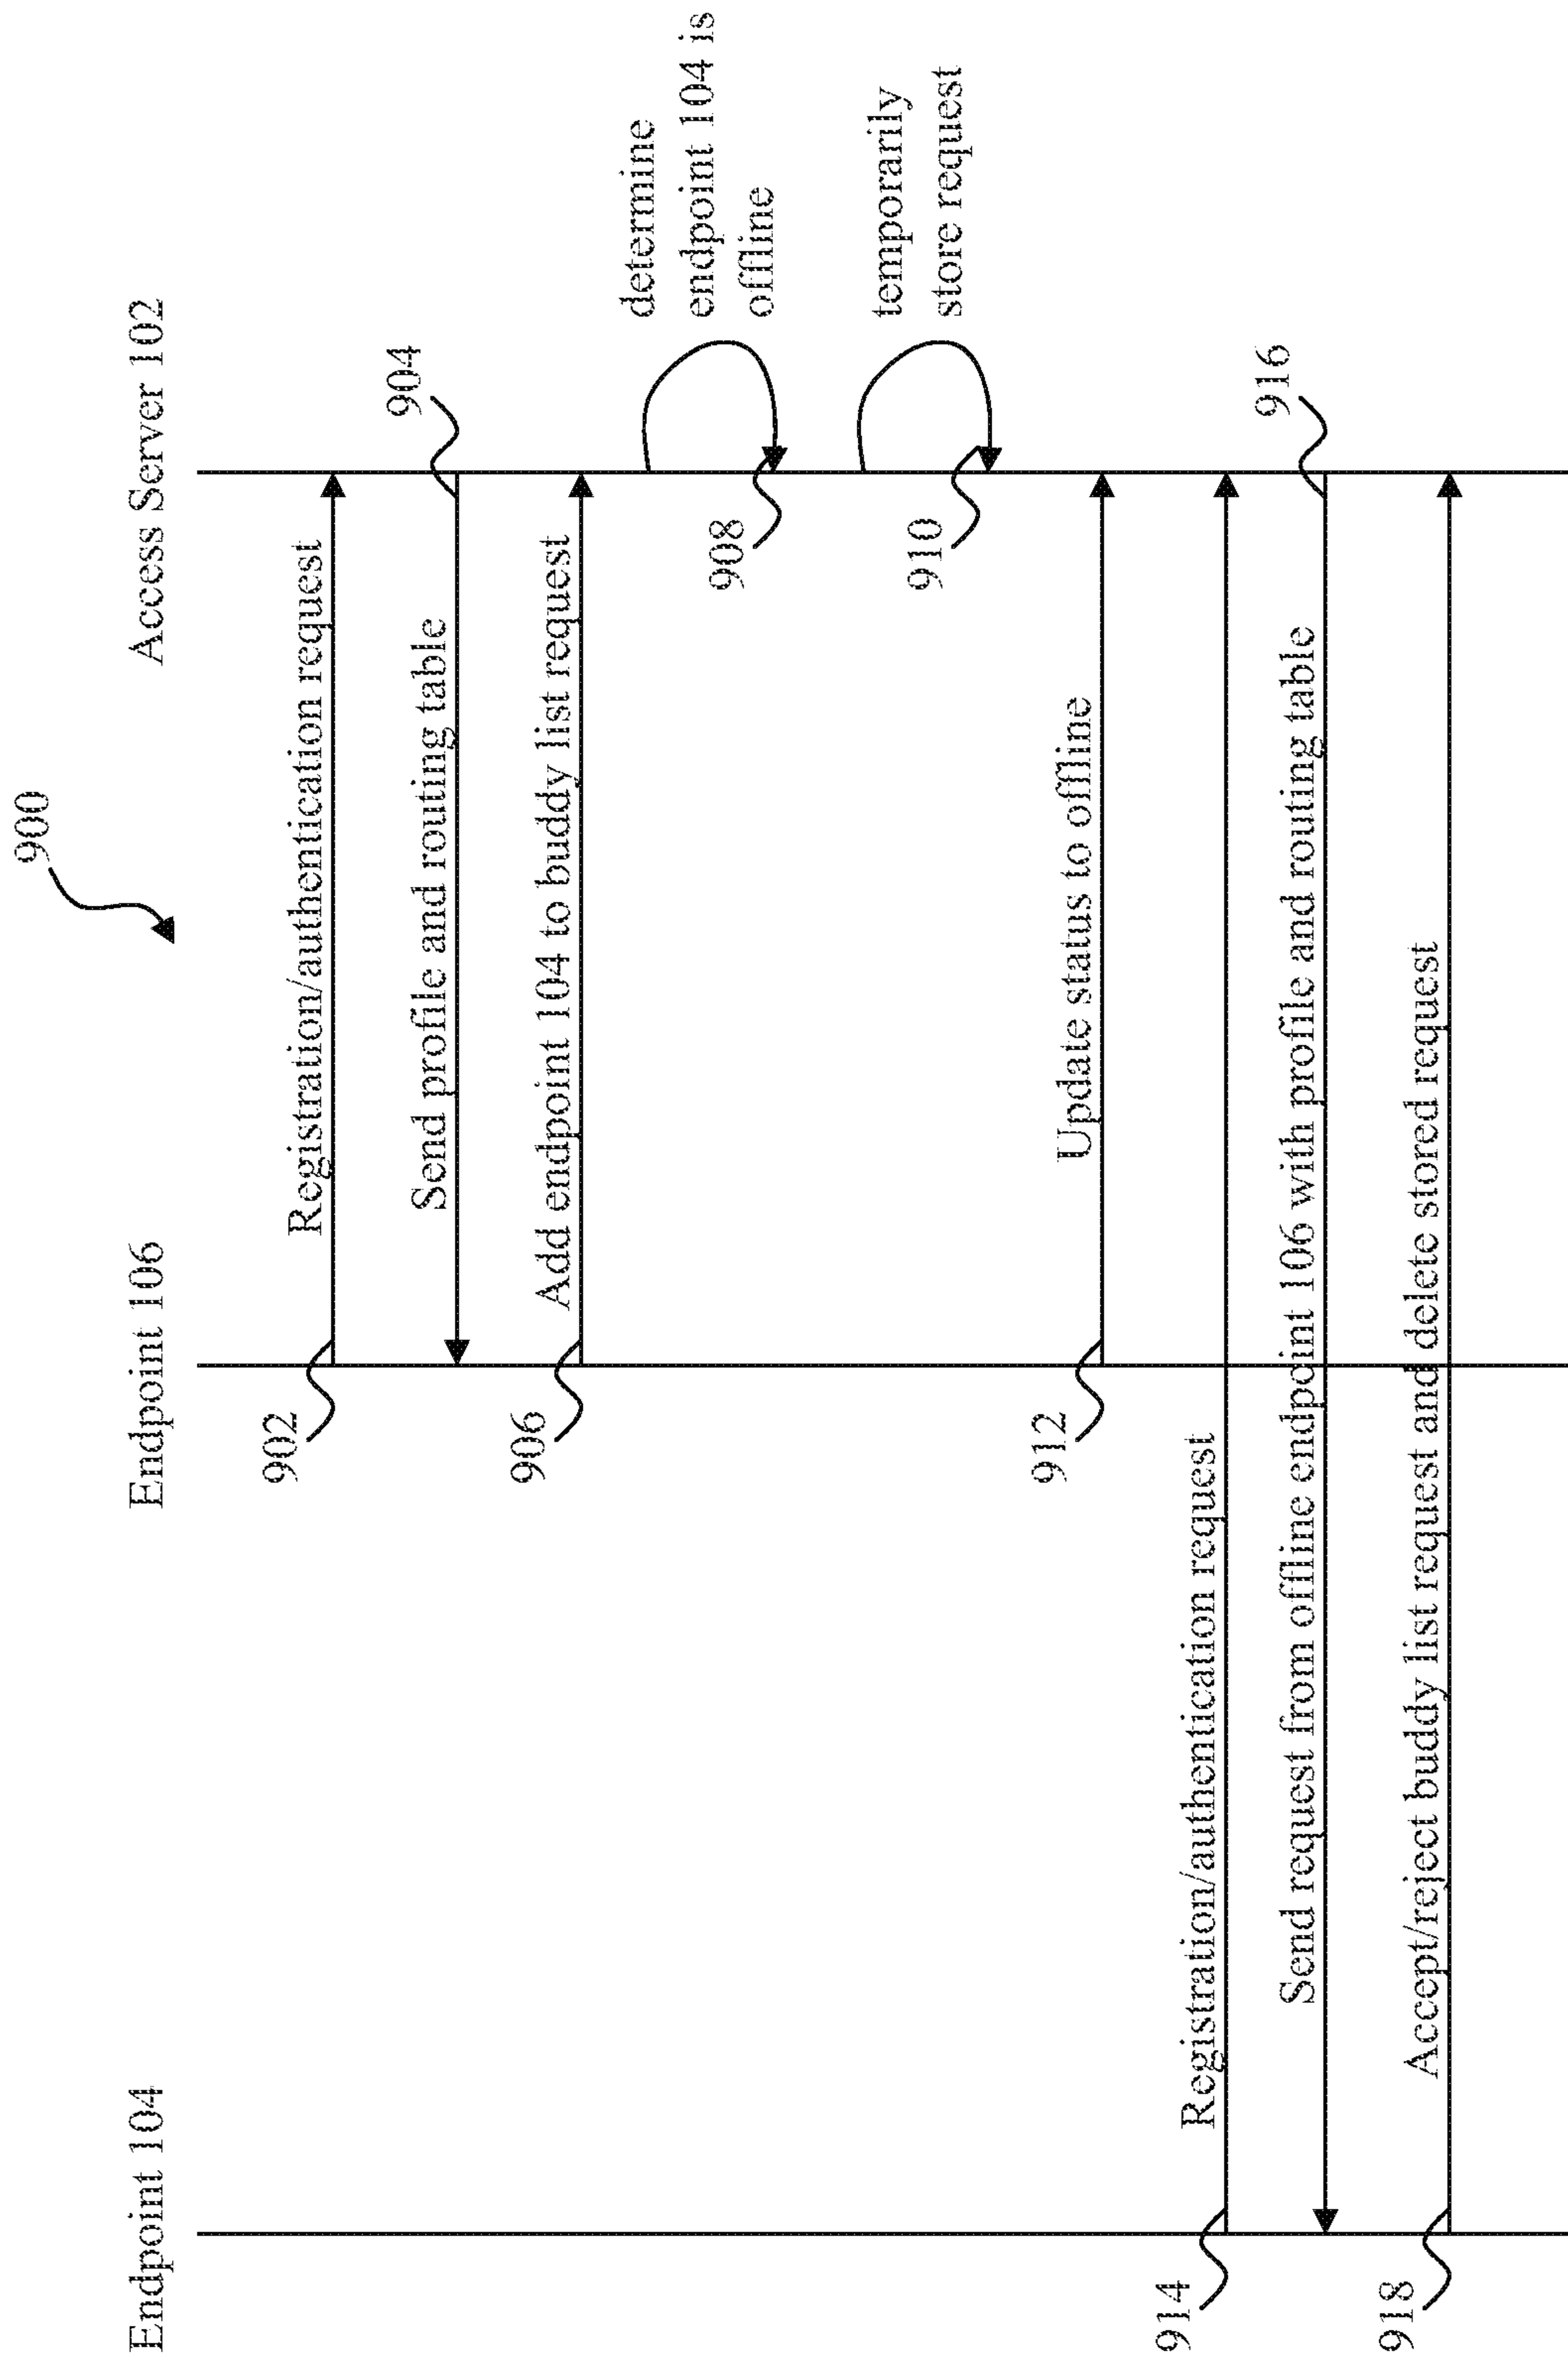 900
Endpoint 104
Endpoint 106
Access Server 102
902
Registration/authentication request
Send profile and routing table
904
906
Add endpoint 104 to buddy list request
determine
endpoint 104 is
offline
908
temporarily
store request
910
912
Update status to offline
914
Registration/authentication request
Send request from offline endpoint 106 with profile and routing table
916
918
Accept/reject buddy list request and delete stored request